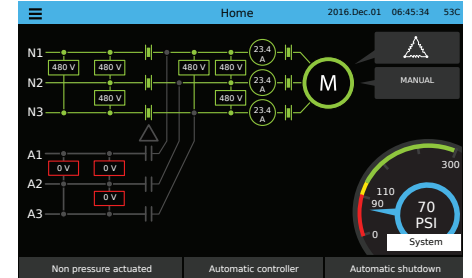 Home
2016.Dec.01 06:45:34 53C
N1
480 V 480 V 480 V 480 V
23.4
A
N2
480 V 480 V
23.4
A
M
MANUAL
N3
23.4
A
A1
0 V 0 V
A2
0 V
A3
300
110
90
0
70
PSI
System
Non pressure actuated
Automatic controller
Automatic shutdown